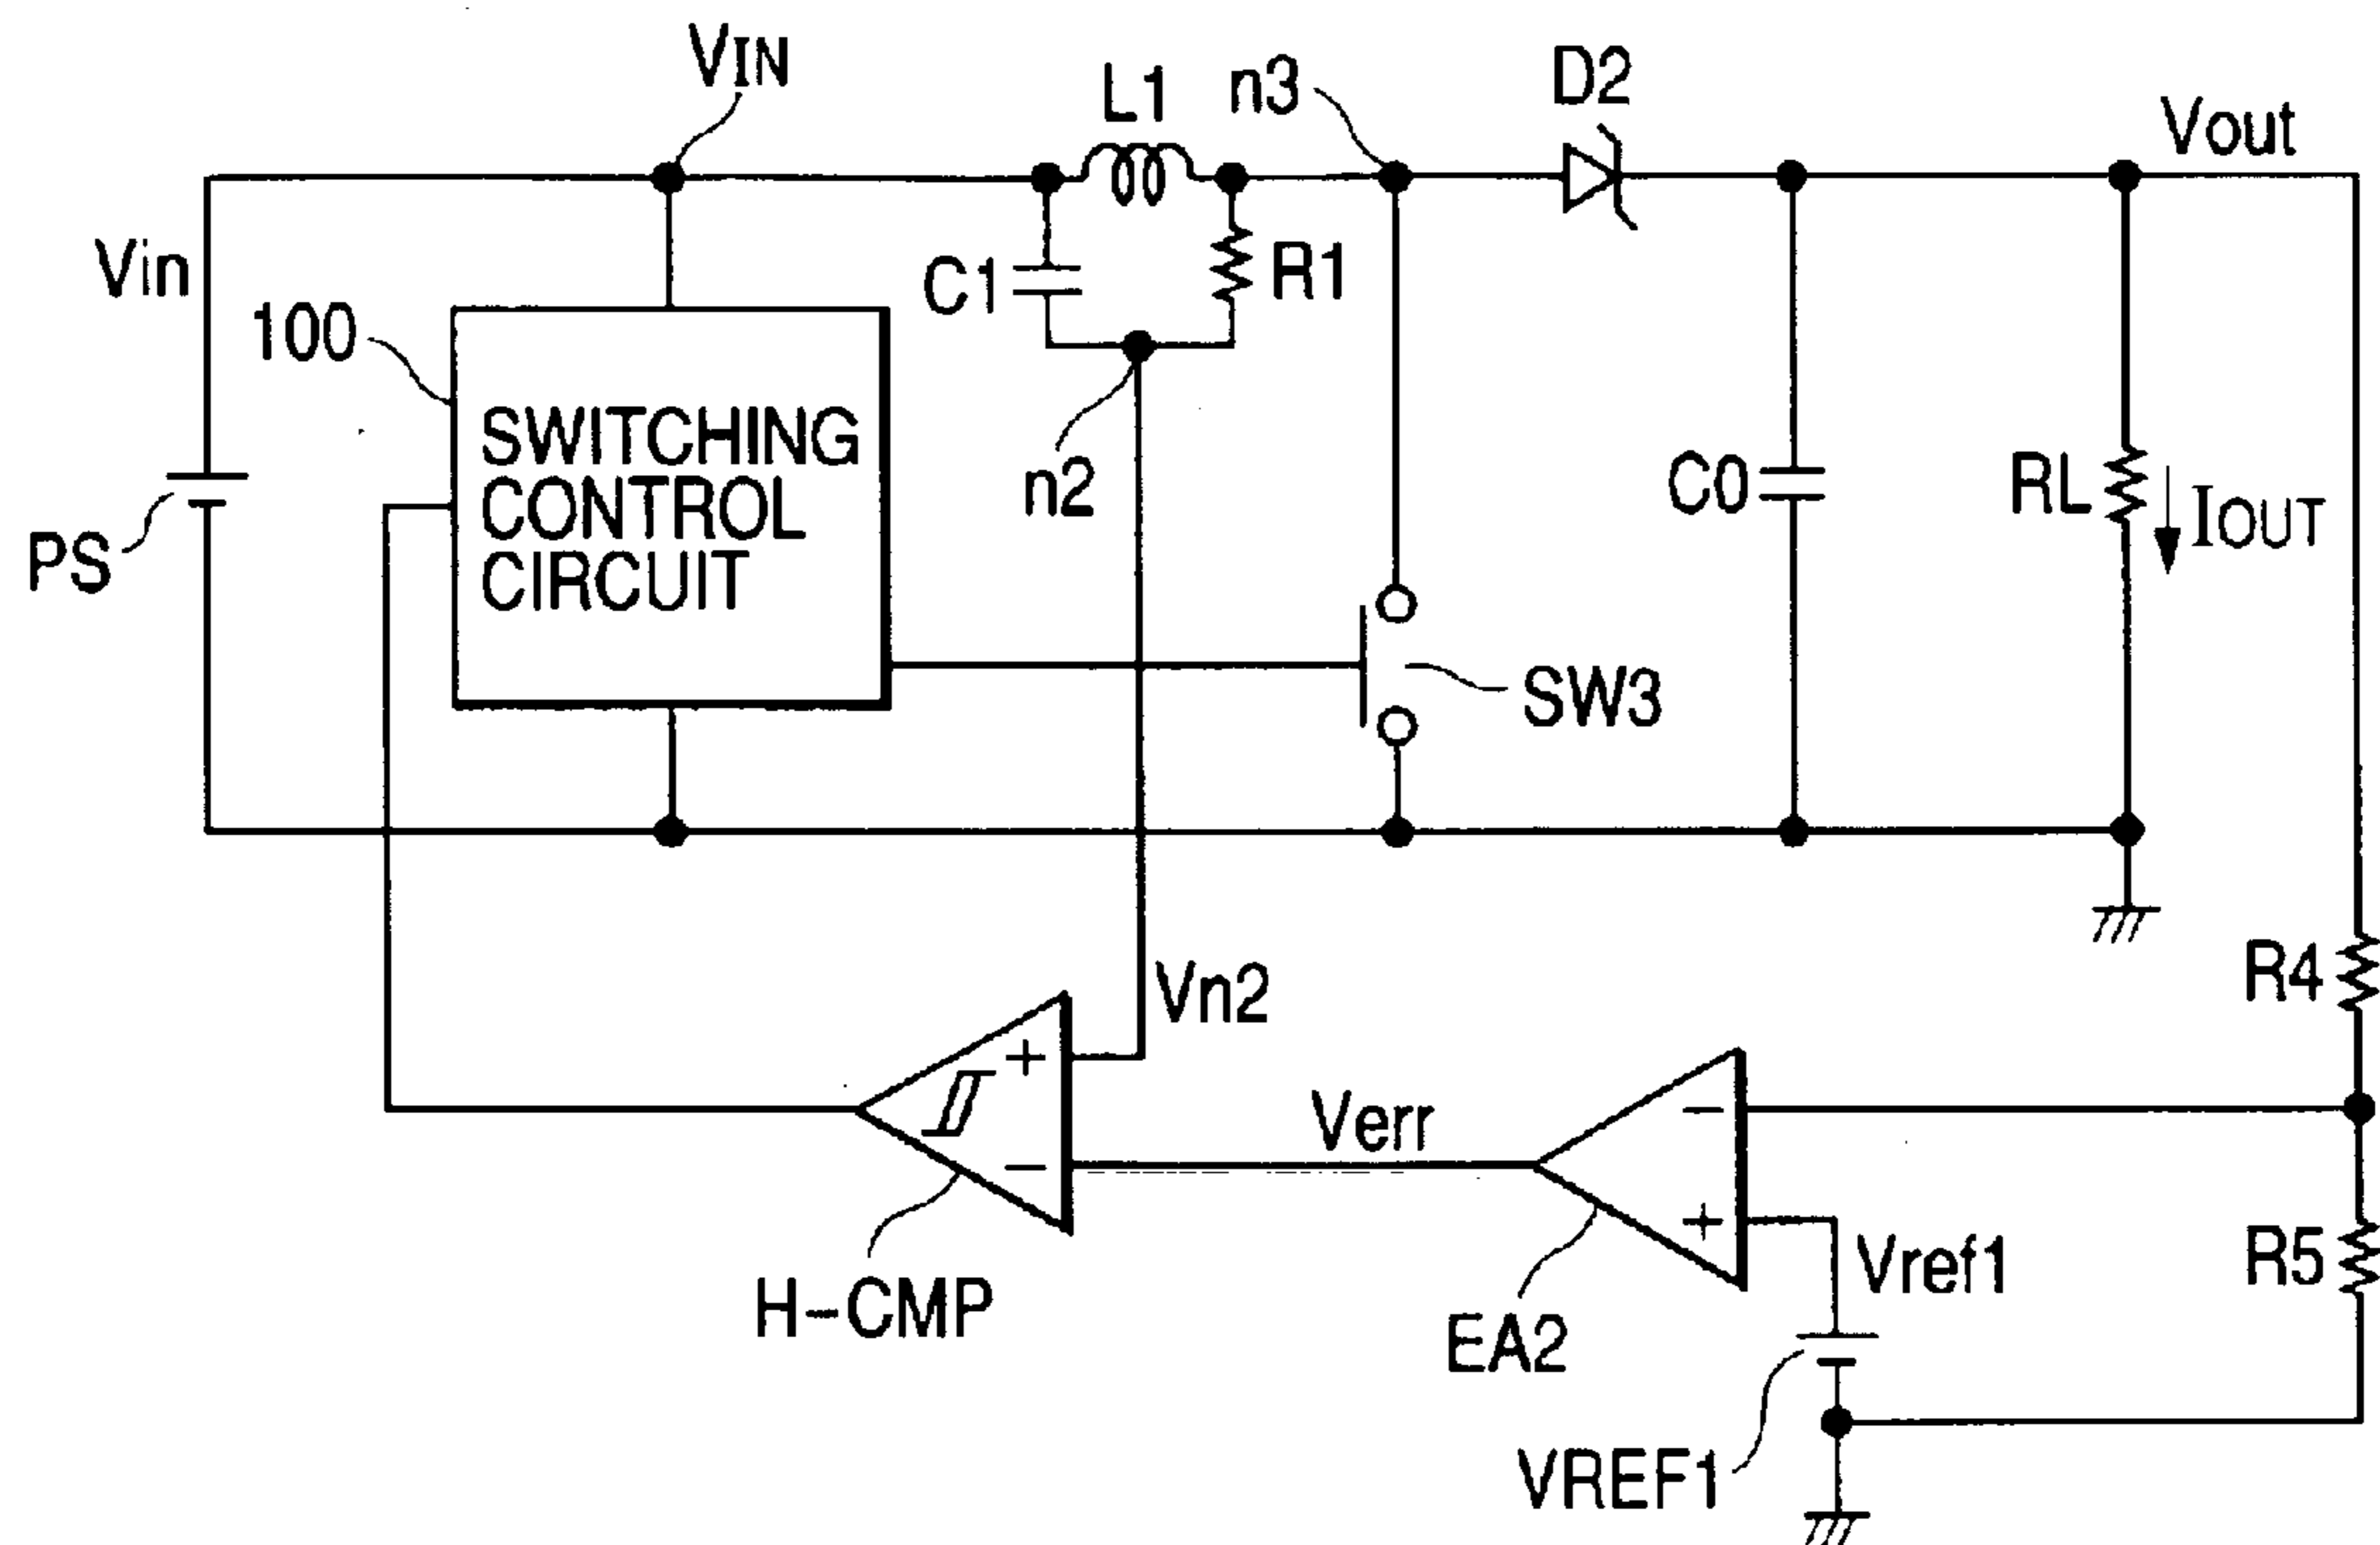 VIN
L1
n3
D2
Vout
Vin
C1
R1
100
SWITCHING
CONTROL
CIRCUIT
n2
C0
RL
IOUT
PS
SW3
Vn2
R4
+
−
Verr
−
+
Vref1
R5
H-CMP
EA2
VREF1